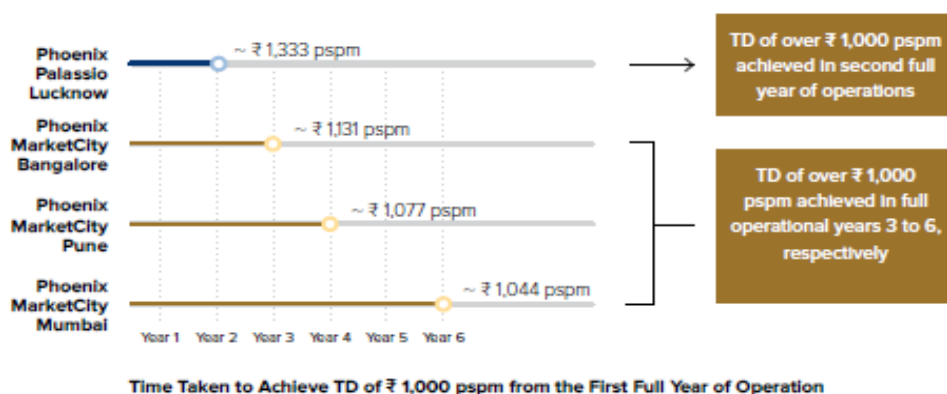 Phoenix
Palassio
Lucknow
~ ₹ 1,333 pspm
TD of over ₹ 1,000 pspm
achieved in second full
year of operations
Phoenix
MarketCity
Bangalore
~ ₹ 1,131 pspm
Phoenix
MarketCity
Pune
~ ₹ 1,077 pspm
TD of over ₹ 1,000
pspm achieved in full
operational years 3 to 6,
respectively
Phoenix
MarketCity
Mumbai
~ ₹ 1,044 pspm
Year 1 Year 2 Year 3 Year 4 Year 5 Year 6
Time Taken to Achieve TD of ₹ 1,000 pspm from the First Full Year of Operation